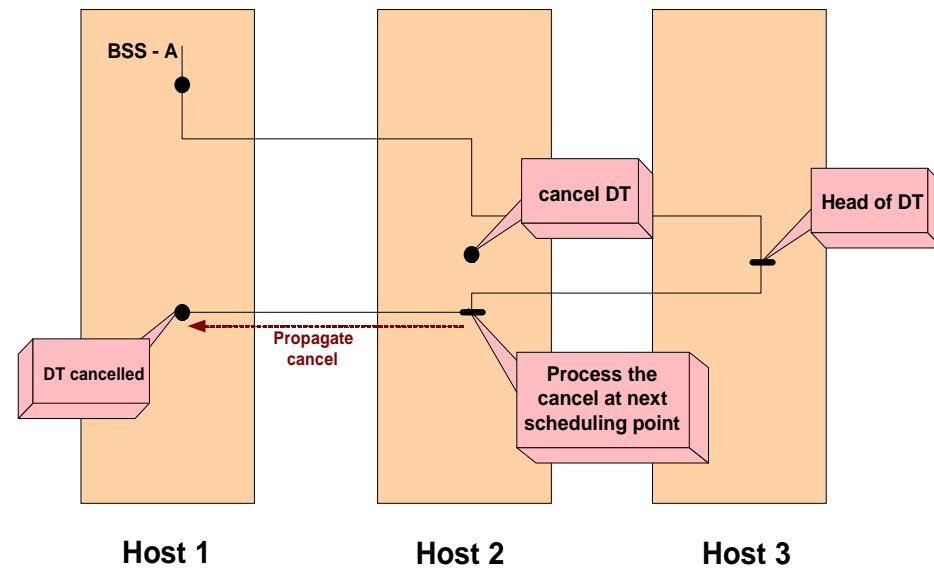 BSS - A
cancel DT
Head of DT
Propagate
cancel
DT cancelled
Process the
cancel at next
scheduling point
Host 1
Host 2
Host 3